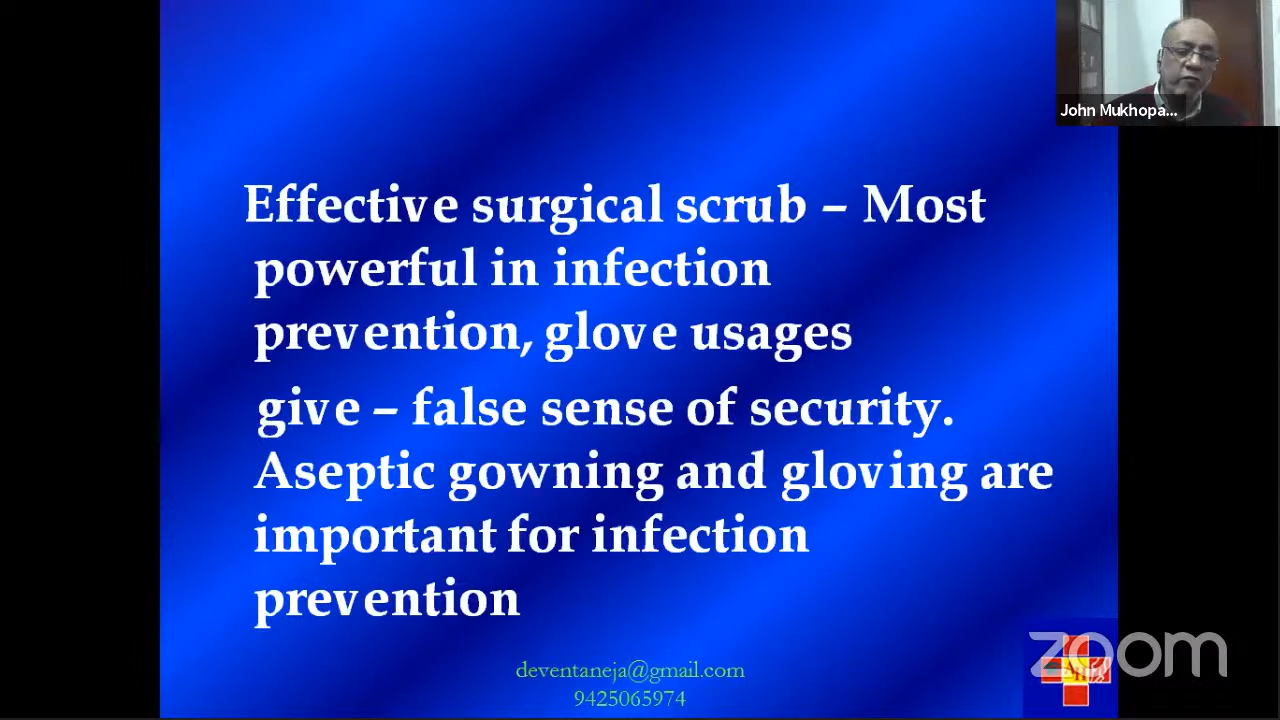 John Mukhopa...
Effective surgical scrub – Most
powerful in infection
prevention, glove usages
give – false sense of security.
Aseptic gowning and gloving are
important for infection
prevention
deventaneja@gmail.com
9425065974
zoom